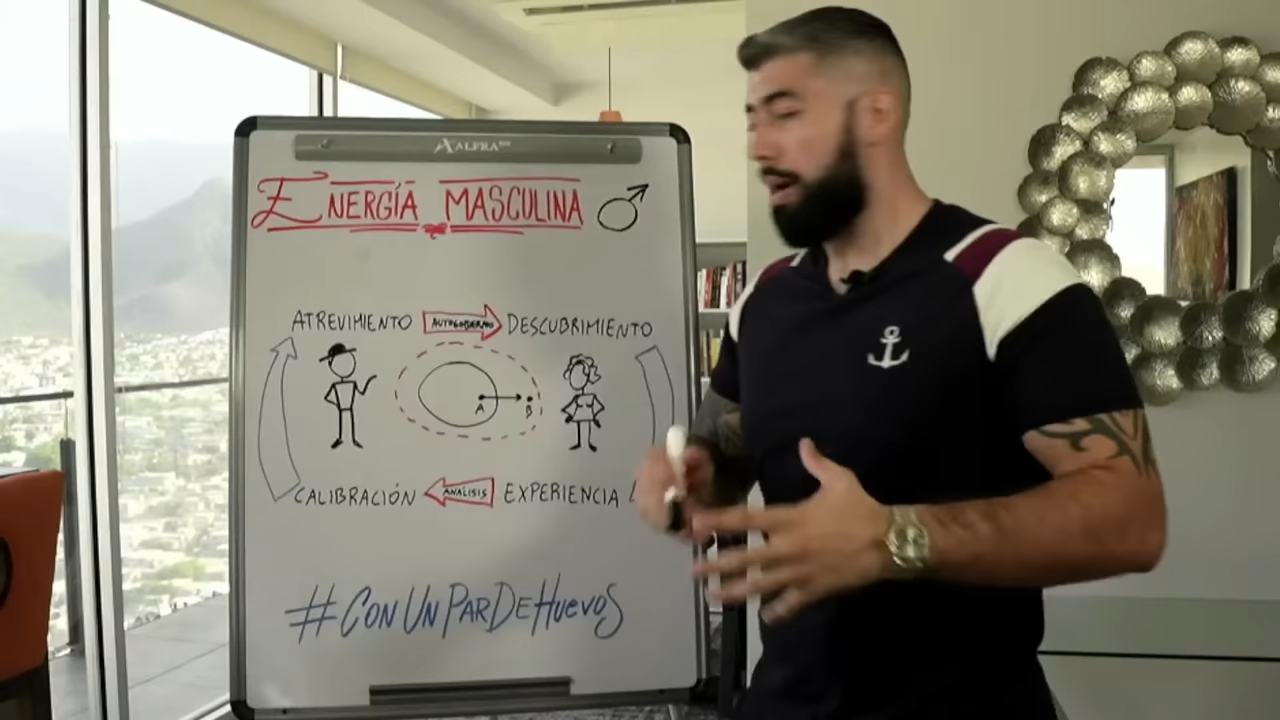 ALFRA
ENERGÍA MASCULINA
ATREVIMIENTO AUTOGOBIERNO DESCUBRIMIENTO
A B
CALIBRACIÓN ANÁLISIS EXPERIENCIA
#CONUNPARDEHUEVOS